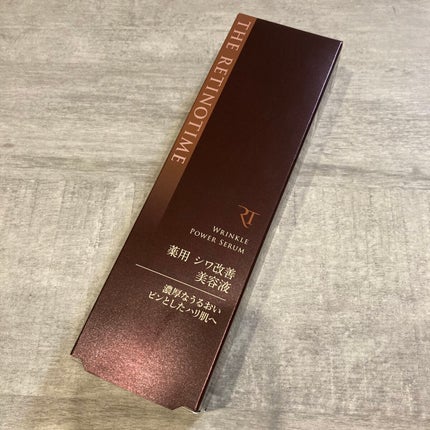 THE RETINOTIME
RT
WRINKLE
POWER SERUM
薬用 シワ改善
美容液
濃厚なうるおい
ピンとしたハリ肌へ